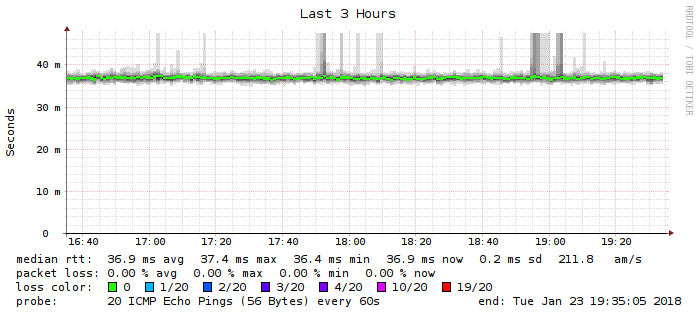 Last 3 Hours
RRDTOOL / TOBI OETIKER
Seconds
40 m
30 m
20 m
10 m
0
16:40 17:00 17:20 17:40 18:00 18:20 18:40 19:00 19:20
median rtt: 36.9 ms avg 37.4 ms max 36.4 ms min 36.9 ms now 0.2 ms sd 211.8 am/s
packet loss: 0.00 % avg 0.00 % max 0.00 % min 0.00 % now
loss color: 0 1/20 2/20 3/20 4/20 10/20 19/20
probe: 20 ICMP Echo Pings (56 Bytes) every 60s end: Tue Jan 23 19:35:05 2018